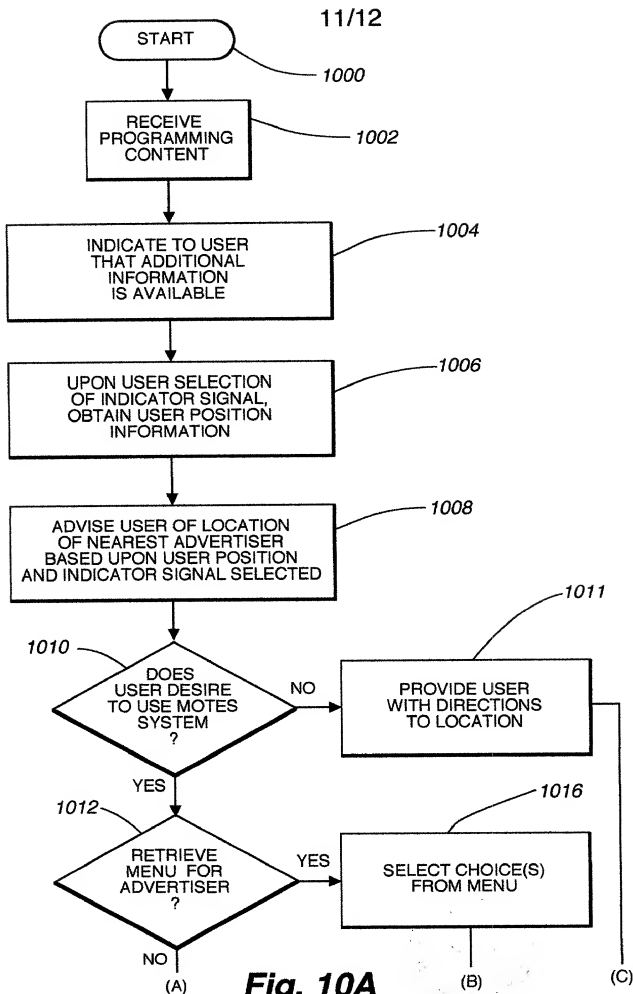 11/12
START
1000
RECEIVE
PROGRAMMING
CONTENT
1002
INDICATE TO USER
THAT ADDITIONAL
INFORMATION
IS AVAILABLE
1004
UPON USER SELECTION
OF INDICATOR SIGNAL,
OBTAIN USER POSITION
INFORMATION
1006
ADVISE USER OF LOCATION
OF NEAREST ADVERTISER
BASED UPON USER POSITION
AND INDICATOR SIGNAL SELECTED
1008
1010
DOES
USER DESIRE
TO USE MOTES
SYSTEM
?
NO
1011
PROVIDE USER
WITH DIRECTIONS
TO LOCATION
YES
1012
RETRIEVE
MENU FOR
ADVERTISER
?
YES
1016
SELECT CHOICE(S)
FROM MENU
NO
(A)
(B)
(C)
Fig. 10A